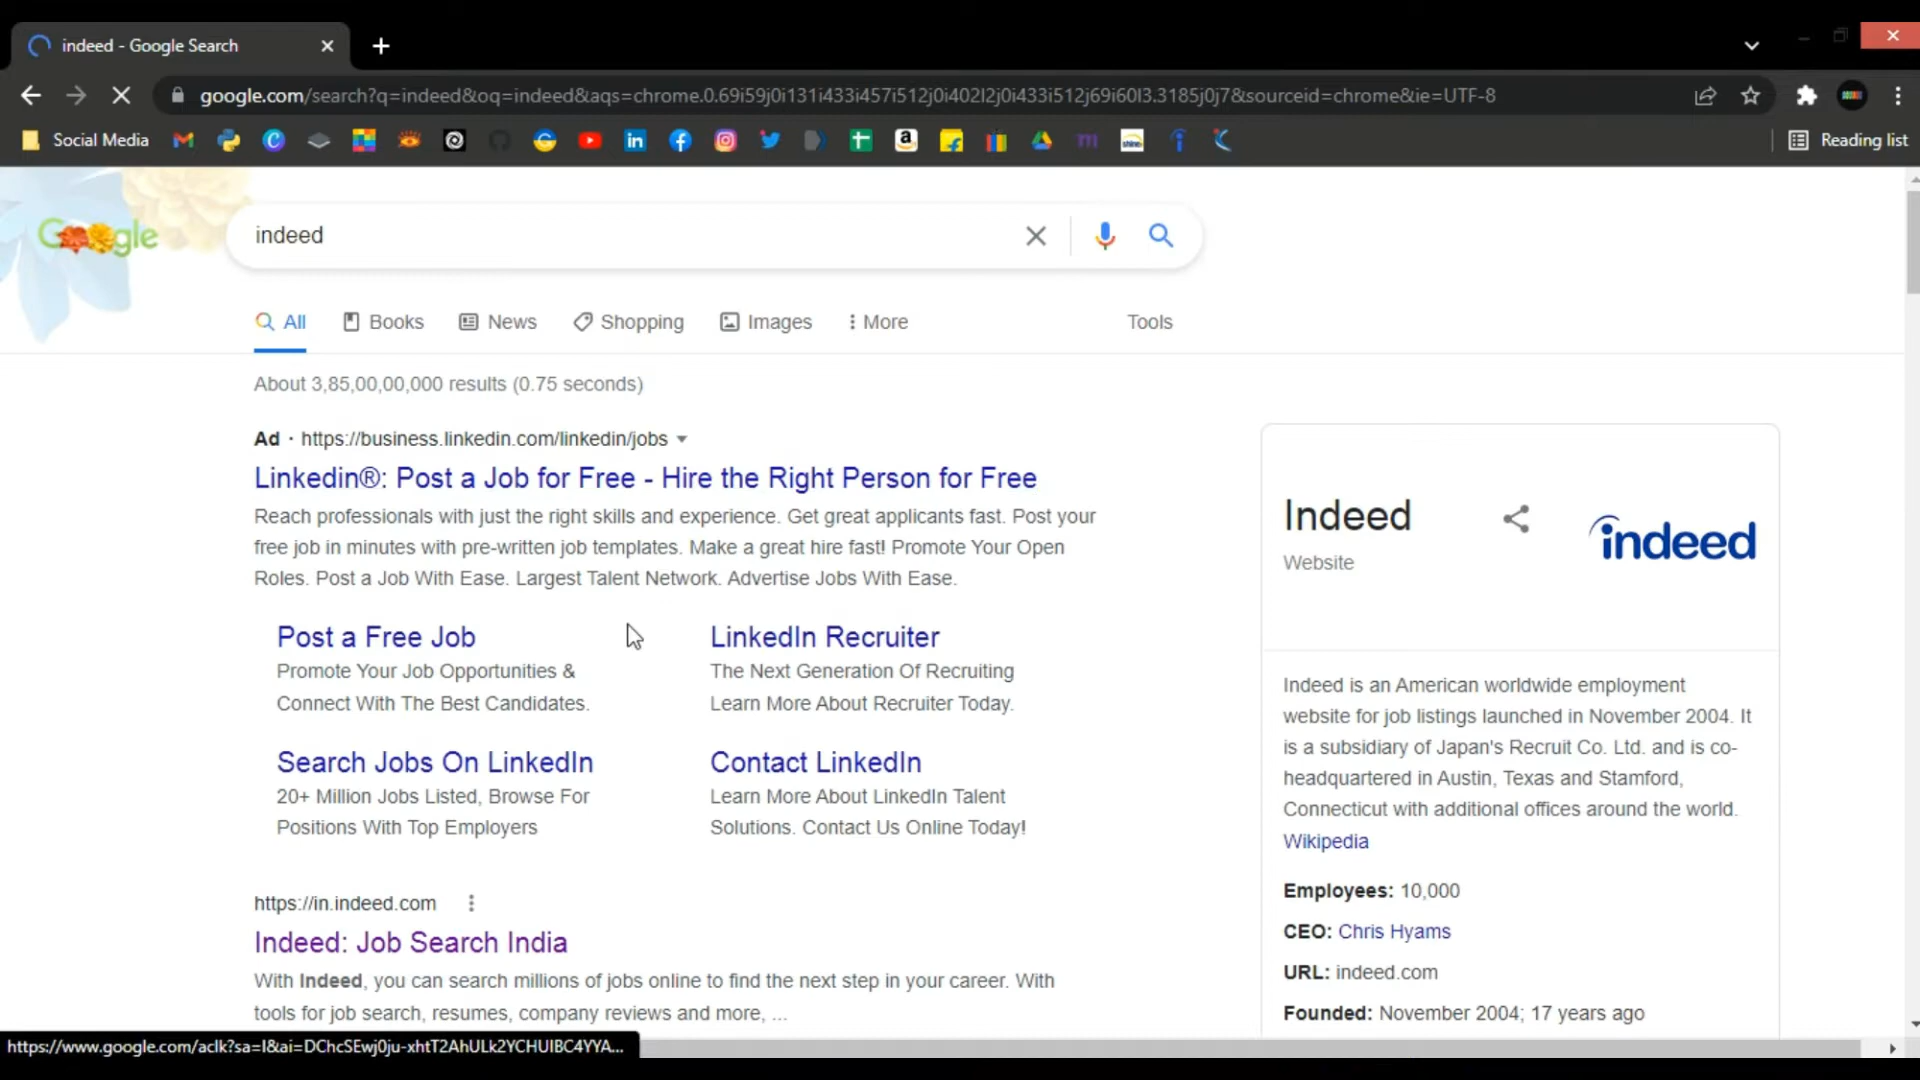 indeed - Google Search
google.com/search?q=indeed&oq=indeed&aqs=chrome.0.69i59j0i131i433i457i512j0i402l2j0i433i512j69i60l3.3185j0j7&sourceid=chrome&ie=UTF-8
Social Media
Reading list
Google
indeed
All
Books
News
Shopping
Images
More
Tools
About 3,85,00,00,000 results (0.75 seconds)
Ad · https://business.linkedin.com/linkedin/jobs
Linkedin®: Post a Job for Free - Hire the Right Person for Free
Reach professionals with just the right skills and experience. Get great applicants fast. Post your
free job in minutes with pre-written job templates. Make a great hire fast! Promote Your Open
Roles. Post a Job With Ease. Largest Talent Network. Advertise Jobs With Ease.
Post a Free Job
Promote Your Job Opportunities &
Connect With The Best Candidates.
LinkedIn Recruiter
The Next Generation Of Recruiting
Learn More About Recruiter Today.
Search Jobs On LinkedIn
20+ Million Jobs Listed, Browse For
Positions With Top Employers
Contact LinkedIn
Learn More About LinkedIn Talent
Solutions. Contact Us Online Today!
https://in.indeed.com
Indeed: Job Search India
With Indeed, you can search millions of jobs online to find the next step in your career. With
tools for job search, resumes, company reviews and more, ...
Indeed
Website
indeed
Indeed is an American worldwide employment
website for job listings launched in November 2004. It
is a subsidiary of Japan's Recruit Co. Ltd. and is co-
headquartered in Austin, Texas and Stamford,
Connecticut with additional offices around the world.
Wikipedia
Employees: 10,000
CEO: Chris Hyams
URL: indeed.com
Founded: November 2004; 17 years ago
https://www.google.com/aclk?sa=l&ai=DChcSEwj0ju-xhtT2AhULk2YCHUIBC4YYA...